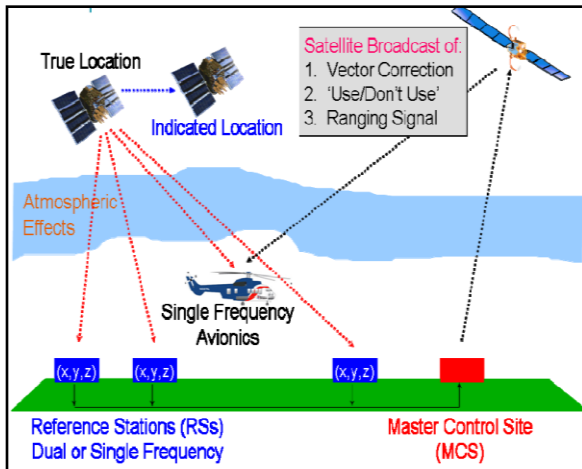 True Location
Indicated Location
Satellite Broadcast of:
1. Vector Correction
2. 'Use/Don't Use'
3. Ranging Signal
Atmospheric
Effects
Single Frequency
Avionics
(x,y,z)
(x,y,z)
(x,y,z)
Reference Stations (RSs)
Dual or Single Frequency
Master Control Site
(MCS)